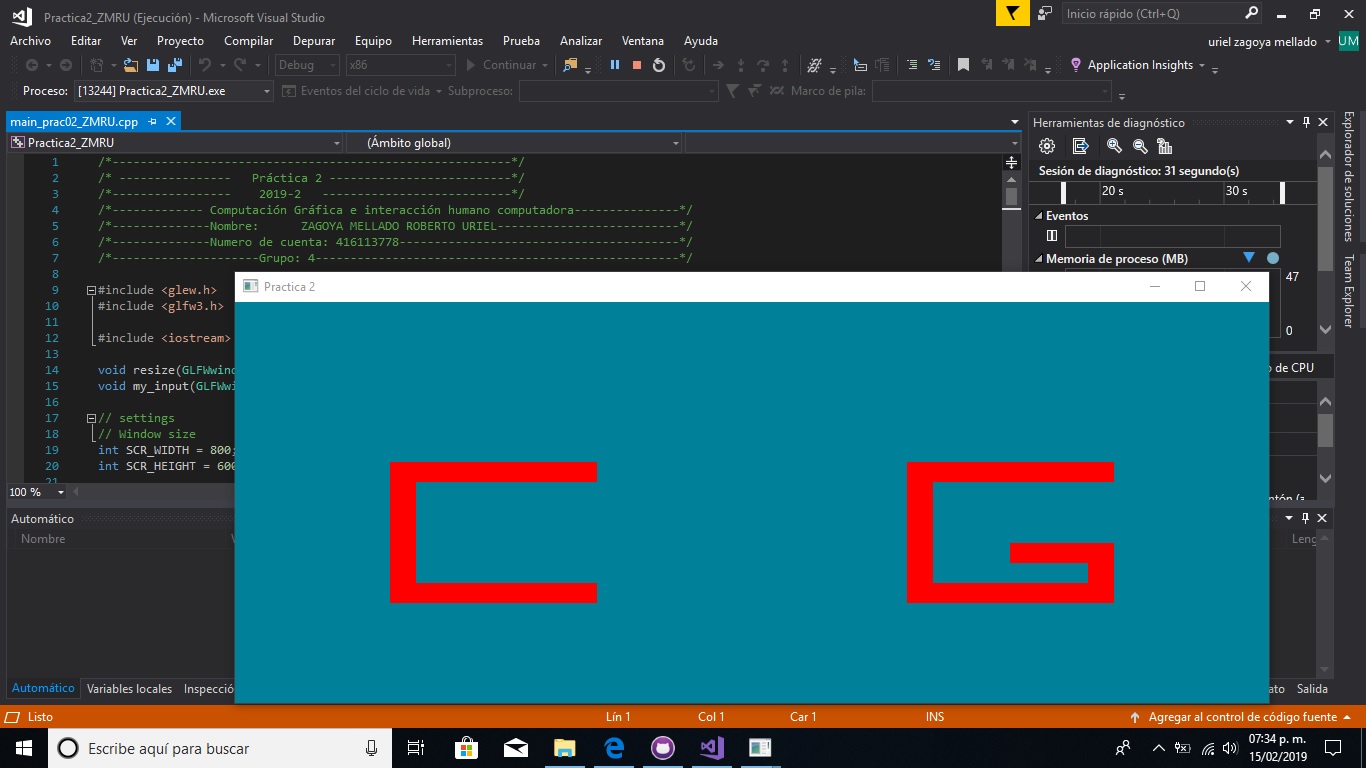 Practica2_ZMRU (Ejecución) - Microsoft Visual Studio
Inicio rápido (Ctrl+Q)
Archivo Editar Ver Proyecto Compilar Depurar Equipo Herramientas Prueba Analizar Ventana Ayuda
uriel zagoya mellado UM
Debug x86 Continuar Application Insights
Proceso: [13244] Practica2_ZMRU.exe Eventos del ciclo de vida Subproceso: Marco de pila:
main_prac02_ZMRU.cpp
Practica2_ZMRU (Ámbito global)
1 /*---------------------------------------------------------*/
2 /* ---------------- Práctica 2 --------------------------*/
3 /*----------------- 2019-2 ---------------------------*/
4 /*------------- Computación Gráfica e interacción humano computadora---------------*/
5 /*--------------Nombre: ZAGOYA MELLADO ROBERTO URIEL--------------------------*/
6 /*--------------Numero de cuenta: 416113778----------------------------------------*/
7 /*---------------------Grupo: 4----------------------------------------------------*/
8
9 #include <glew.h>
10 #include <glfw3.h>
11
12 #include <iostream>
13
14 void resize(GLFWwind
15 void my_input(GLFWwi
16
17 // settings
18 // Window size
19 int SCR_WIDTH = 800;
20 int SCR_HEIGHT = 600
21
100 %
Herramientas de diagnóstico
Sesión de diagnóstico: 31 segundo(s)
20 s 30 s
Eventos
Memoria de proceso (MB)
47
0
o de CPU
Explorador de soluciones
Team Explorer
Practica 2
C G
Automático
Nombre
Leng
Automático Variables locales Inspecció
ato Salida
Listo Lín 1 Col 1 Car 1 INS Agregar al control de código fuente
Escribe aquí para buscar
07:34 p. m.
15/02/2019